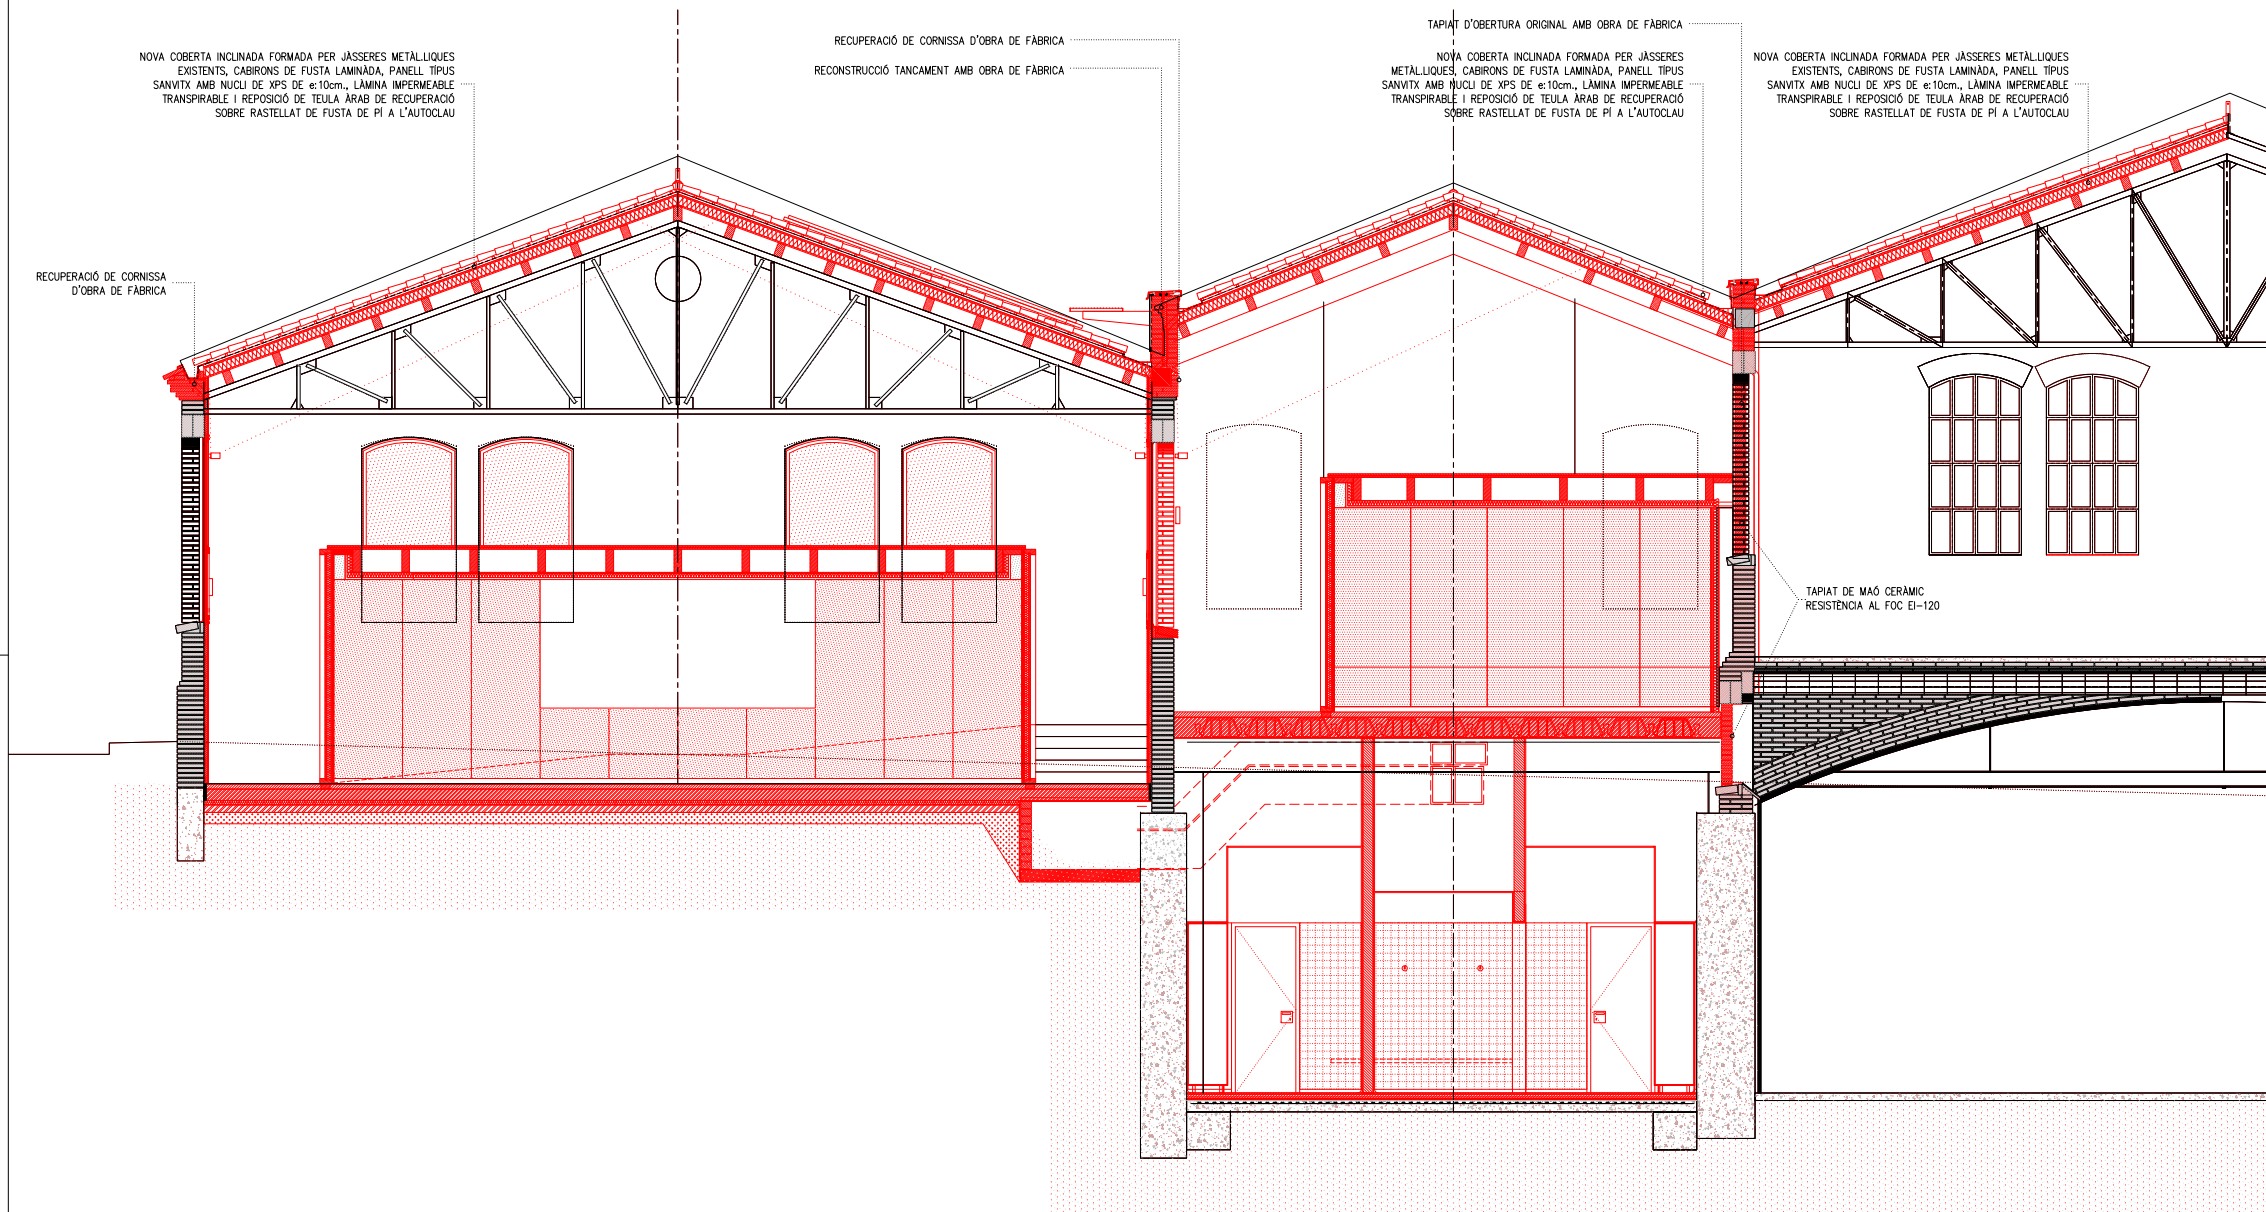 NOVA COBERTA INCLINADA FORMADA PER JÀSSERES METÀL.LIQUES
EXISTENTS, CABIRONS DE FUSTA LAMINÀDA, PANELL TÍPUS
SANVITX AMB NUCLI DE XPS DE e:10cm., LÀMINA IMPERMEABLE
TRANSPIRABLE I REPOSICIÓ DE TEULA ÀRAB DE RECUPERACIÓ
SOBRE RASTELLAT DE FUSTA DE PÍ A L'AUTOCLAU
RECUPERACIÓ DE CORNISSA
D'OBRA DE FÀBRICA
RECUPERACIÓ DE CORNISSA D'OBRA DE FÀBRICA
RECONSTRUCCIÓ TANCAMENT AMB OBRA DE FÀBRICA
TAPIAT D'OBERTURA ORIGINAL AMB OBRA DE FÀBRICA
NOVA COBERTA INCLINADA FORMADA PER JÀSSERES
METÀL.LIQUES, CABIRONS DE FUSTA LAMINÀDA, PANELL TÍPUS
SANVITX AMB NUCLI DE XPS DE e:10cm., LÀMINA IMPERMEABLE
TRANSPIRABLE I REPOSICIÓ DE TEULA ÀRAB DE RECUPERACIÓ
SOBRE RASTELLAT DE FUSTA DE PÍ A L'AUTOCLAU
NOVA COBERTA INCLINADA FORMADA PER JÀSSERES METÀL.LIQUES
EXISTENTS, CABIRONS DE FUSTA LAMINÀDA, PANELL TÍPUS
SANVITX AMB NUCLI DE XPS DE e:10cm., LÀMINA IMPERMEABLE
TRANSPIRABLE I REPOSICIÓ DE TEULA ÀRAB DE RECUPERACIÓ
SOBRE RASTELLAT DE FUSTA DE PÍ A L'AUTOCLAU
TAPIAT DE MAÓ CERÀMIC
RESISTÈNCIA AL FOC EI-120